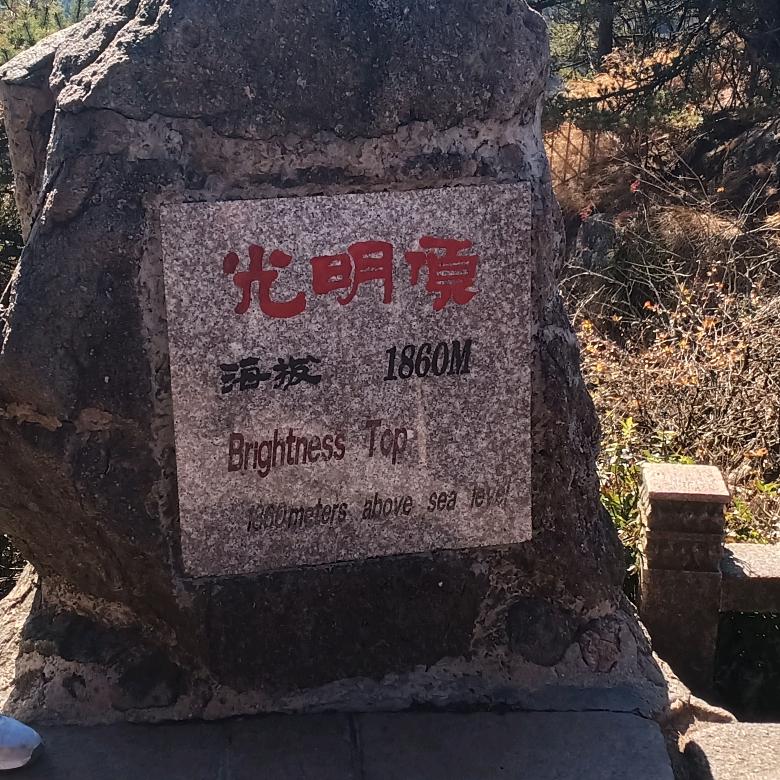 光明顶
海拔 1860M
Brightness Top
1860meters above sea level